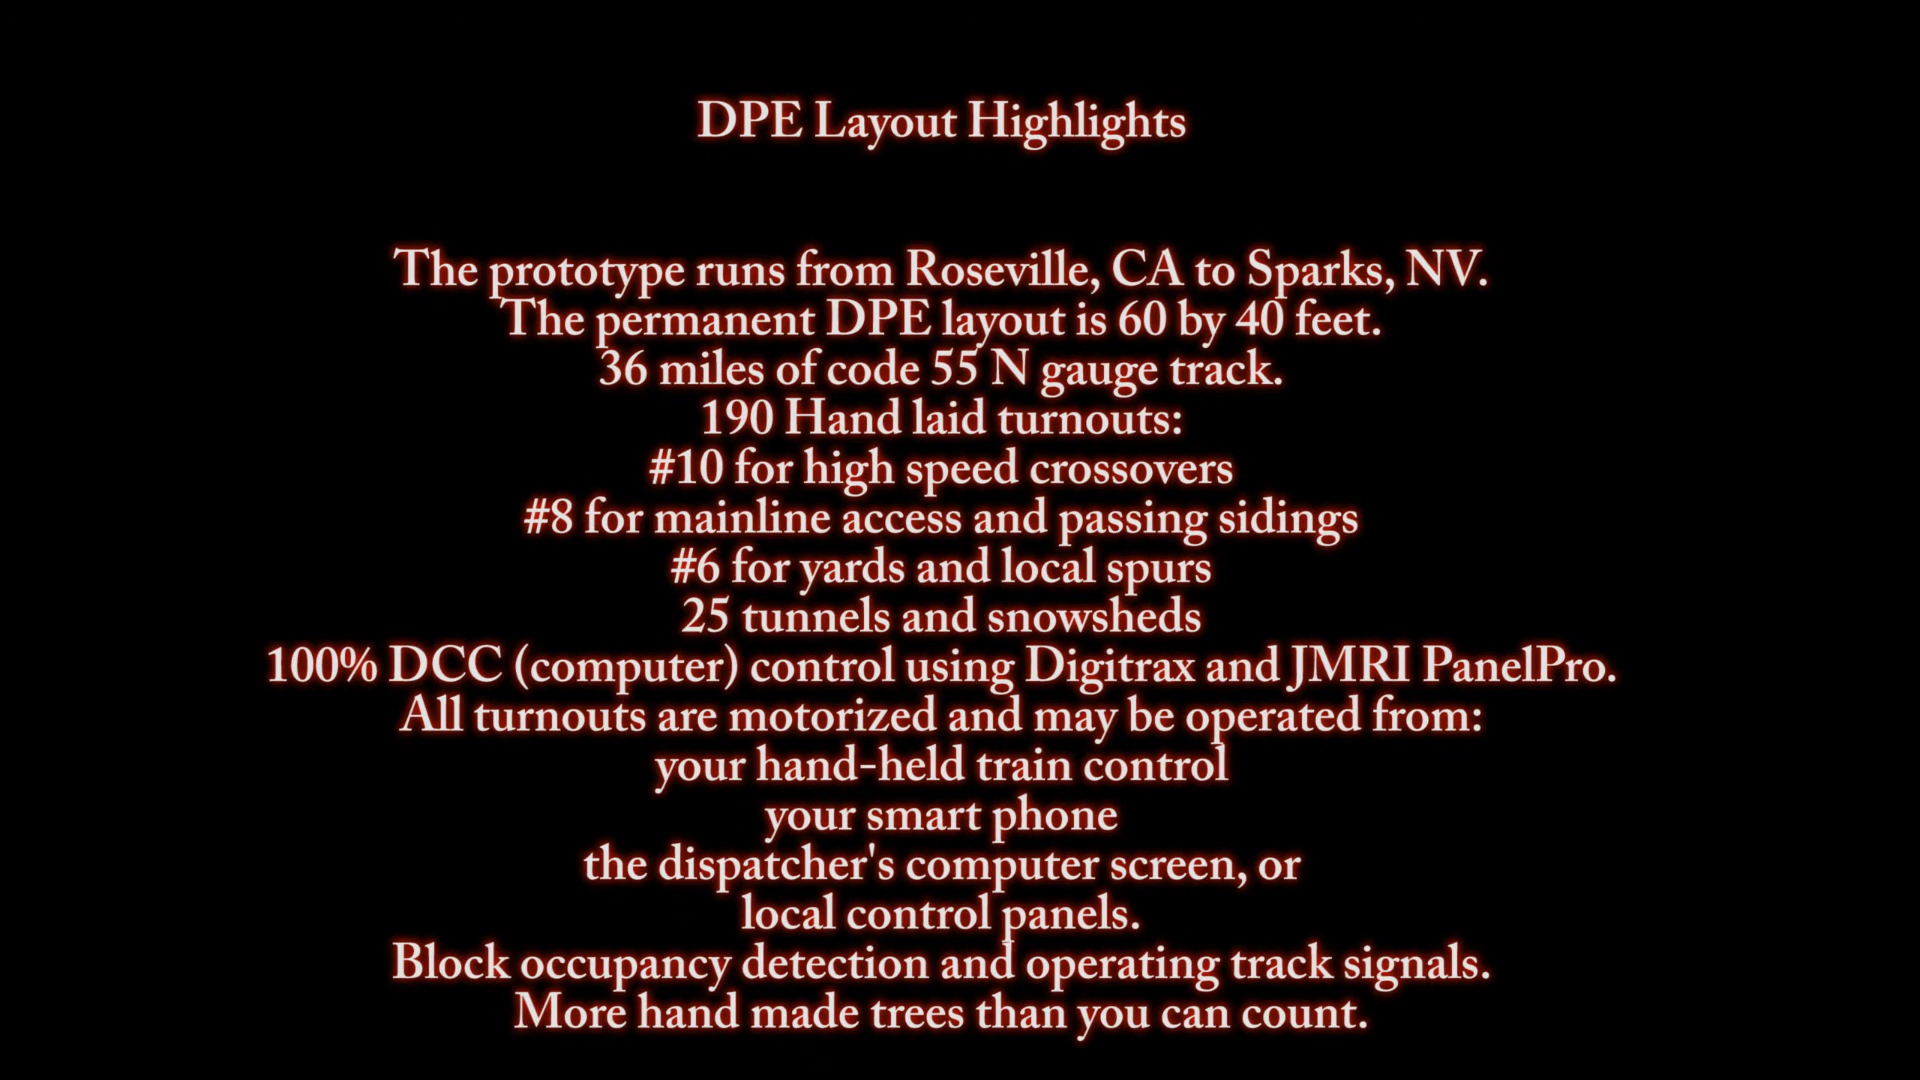 DPE Layout Highlights
The prototype runs from Roseville, CA to Sparks, NV.
The permanent DPE layout is 60 by 40 feet.
36 miles of code 55 N gauge track.
190 Hand laid turnouts:
#10 for high speed crossovers
#8 for mainline access and passing sidings
#6 for yards and local spurs
25 tunnels and snowsheds
100% DCC (computer) control using Digitrax and JMRI PanelPro.
All turnouts are motorized and may be operated from:
your hand-held train control
your smart phone
the dispatcher's computer screen, or
local control panels.
Block occupancy detection and operating track signals.
More hand made trees than you can count.